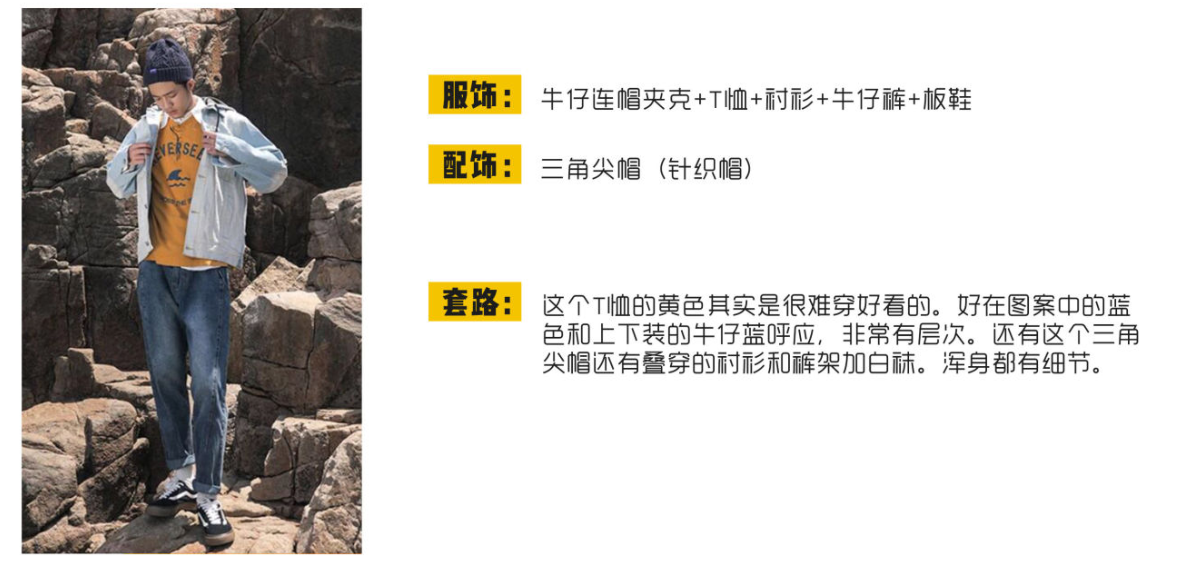 服饰： 牛仔连帽夹克+T恤+衬衫+牛仔裤+板鞋
配饰： 三角尖帽（针织帽）
套路： 这个T恤的黄色其实是很难穿好看的。好在图案中的蓝
色和上下装的牛仔蓝呼应，非常有层次。还有这个三角
尖帽还有叠穿的衬衫和裤架加白袜。浑身都有细节。
EVERSEE